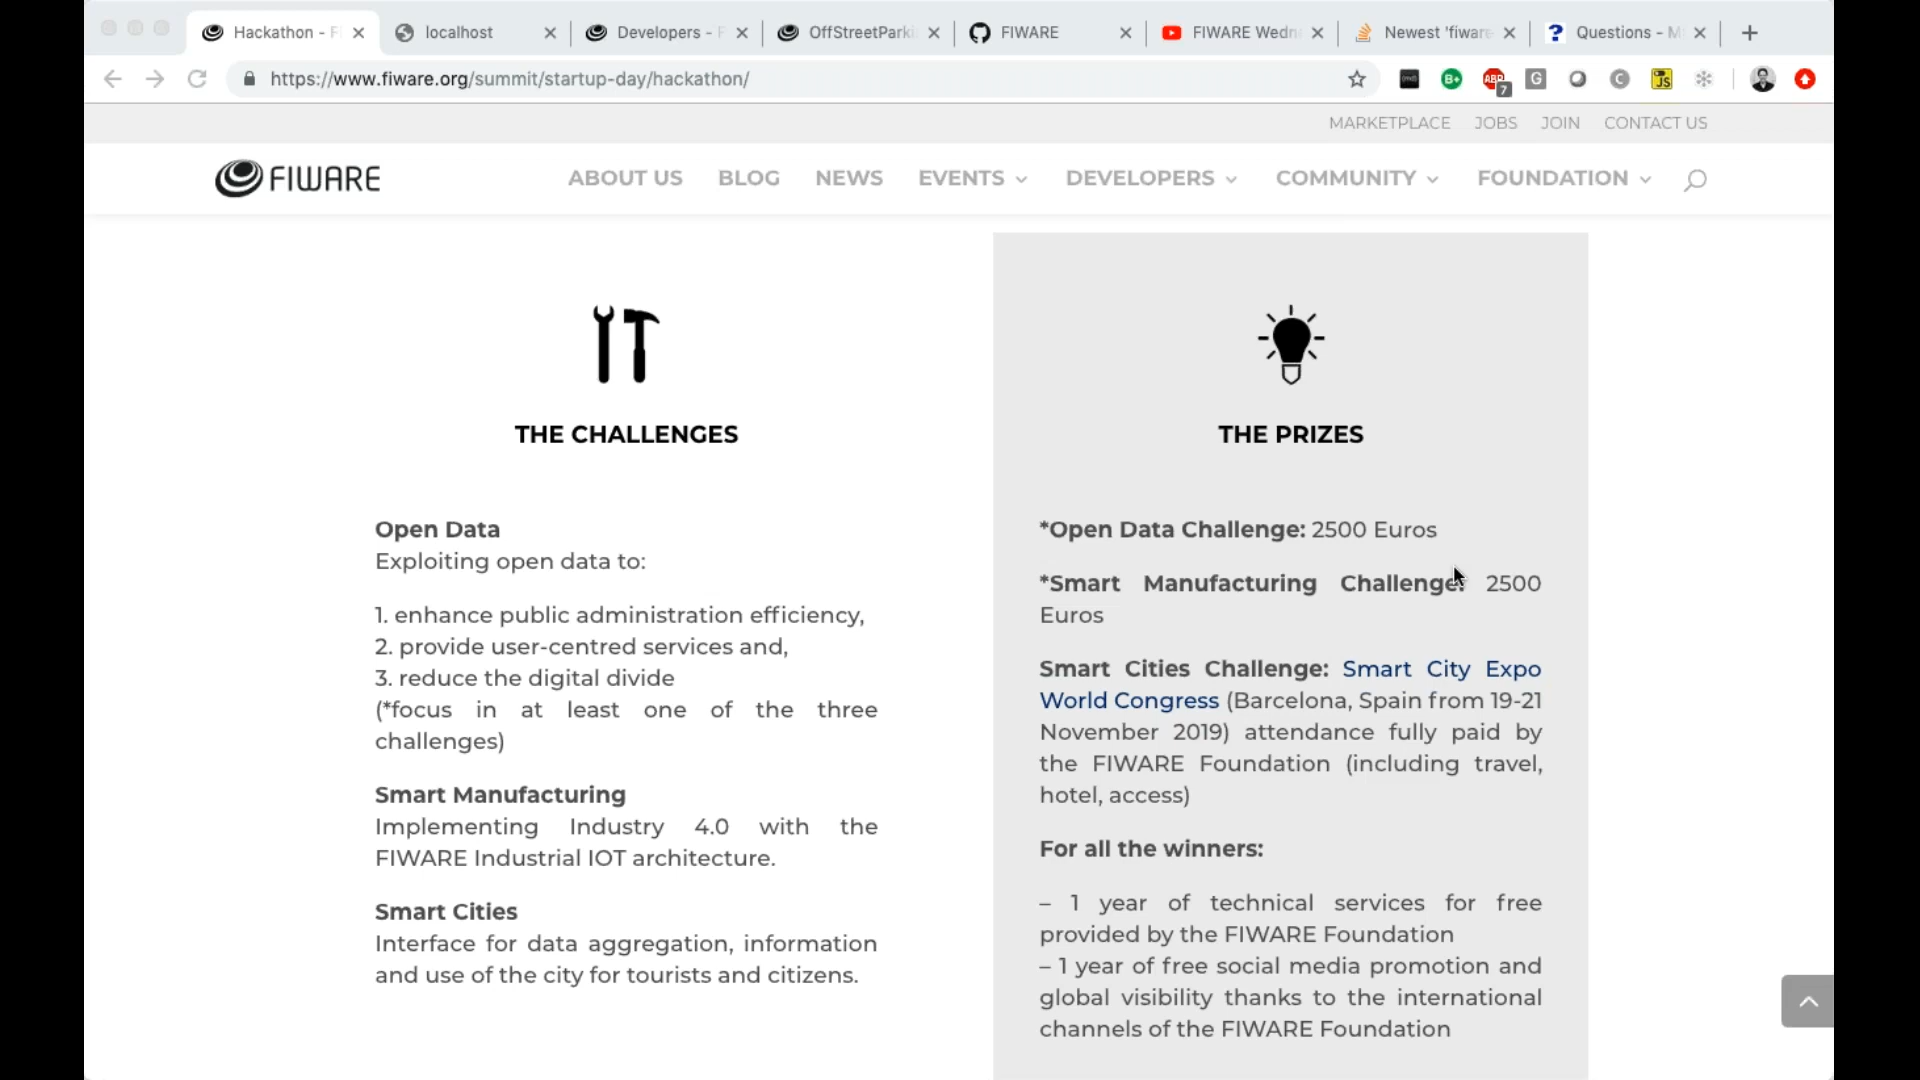 Hackathon - F
localhost
Developers - F
OffStreetParki
FIWARE
FIWARE Wedn
Newest 'fiware
Questions - M
https://www.fiware.org/summit/startup-day/hackathon/
B+
ABP
7
G
C
JS
MARKETPLACE JOBS JOIN CONTACT US
FIWARE
ABOUT US BLOG NEWS EVENTS DEVELOPERS COMMUNITY FOUNDATION
THE CHALLENGES
Open Data
Exploiting open data to:
1. enhance public administration efficiency,
2. provide user-centred services and,
3. reduce the digital divide
(*focus in at least one of the three
challenges)
Smart Manufacturing
Implementing Industry 4.0 with the
FIWARE Industrial IOT architecture.
Smart Cities
Interface for data aggregation, information
and use of the city for tourists and citizens.
THE PRIZES
*Open Data Challenge: 2500 Euros
*Smart Manufacturing Challenge: 2500
Euros
Smart Cities Challenge: Smart City Expo
World Congress (Barcelona, Spain from 19-21
November 2019) attendance fully paid by
the FIWARE Foundation (including travel,
hotel, access)
For all the winners:
– 1 year of technical services for free
provided by the FIWARE Foundation
– 1 year of free social media promotion and
global visibility thanks to the international
channels of the FIWARE Foundation